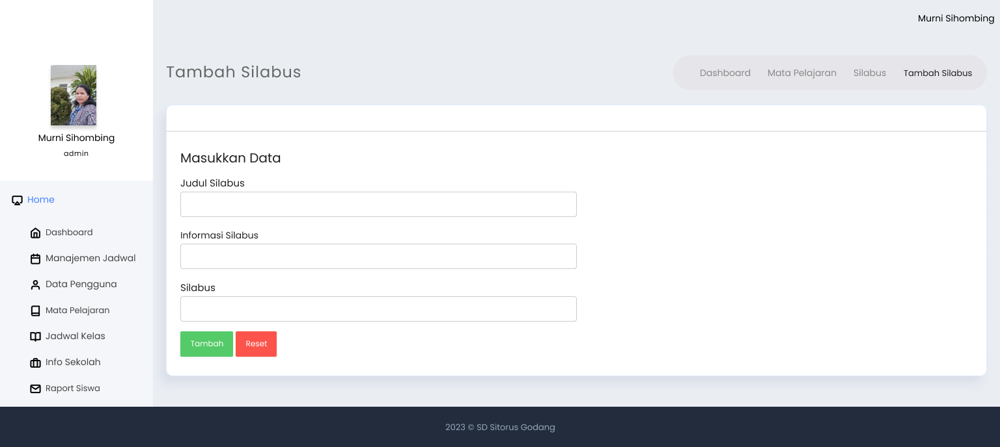 Murni Sihombing
Murni Sihombing
admin
Home
Dashboard
Manajemen Jadwal
Data Pengguna
Mata Pelajaran
Jadwal Kelas
Info Sekolah
Raport Siswa
Tambah Silabus
Dashboard Mata Pelajaran Silabus Tambah Silabus
Masukkan Data
Judul Silabus
Informasi Silabus
Silabus
Tambah Reset
2023 © SD Sitorus Godang